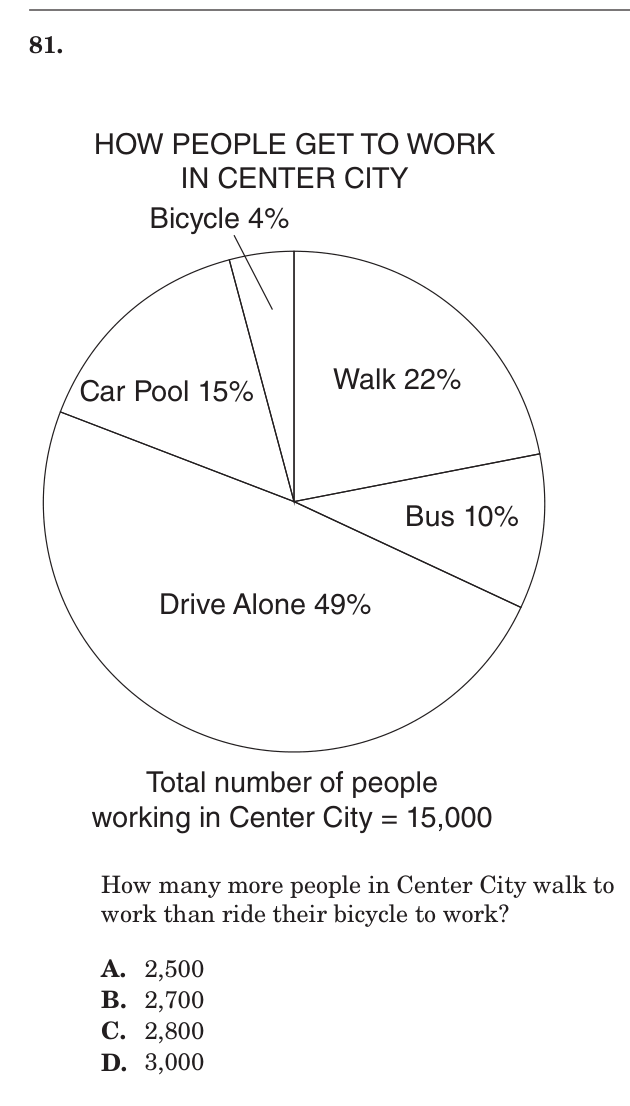 81.
HOW PEOPLE GET TO WORK
IN CENTER CITY
Bicycle 4%
Car Pool 15%
Walk 22%
Bus 10%
Drive Alone 49%
Total number of people
working in Center City = 15,000
How many more people in Center City walk to
work than ride their bicycle to work?
A. 2,500
B. 2,700
C. 2,800
D. 3,000